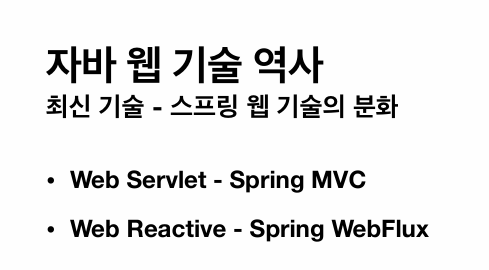 자바 웹 기술 역사
최신 기술 - 스프링 웹 기술의 분화
• Web Servlet - Spring MVC
• Web Reactive - Spring WebFlux